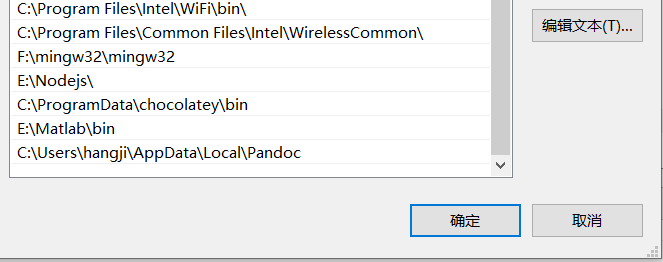 C:\Program Files\Intel\WiFi\bin\
C:\Program Files\Common Files\Intel\WirelessCommon\
编辑文本(T)...
F:\mingw32\mingw32
E:\Nodejs\
C:\ProgramData\chocolatey\bin
E:\Matlab\bin
C:\Users\hangji\AppData\Local\Pandoc
确定
取消